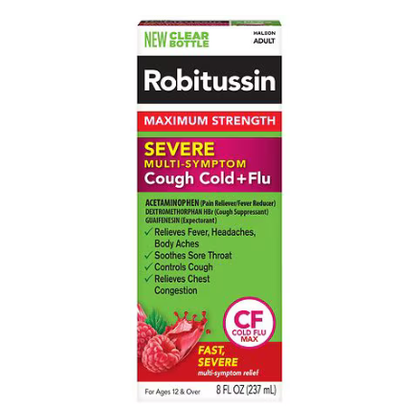 NEW CLEAR
BOTTLE
HALEON
ADULT
Robitussin
MAXIMUM STRENGTH
SEVERE
MULTI-SYMPTOM
Cough Cold+Flu
ACETAMINOPHEN (Pain Reliever/Fever Reducer)
DEXTROMETHORPHAN HBr (Cough Suppressant)
GUAIFENESIN (Expectorant)
✓ Relieves Fever, Headaches,
Body Aches
✓ Soothes Sore Throat
✓ Controls Cough
✓ Relieves Chest
Congestion
CF
COLD FLU
MAX
FAST,
SEVERE
multi-symptom relief
For Ages 12 & Over
8 FL OZ (237 mL)